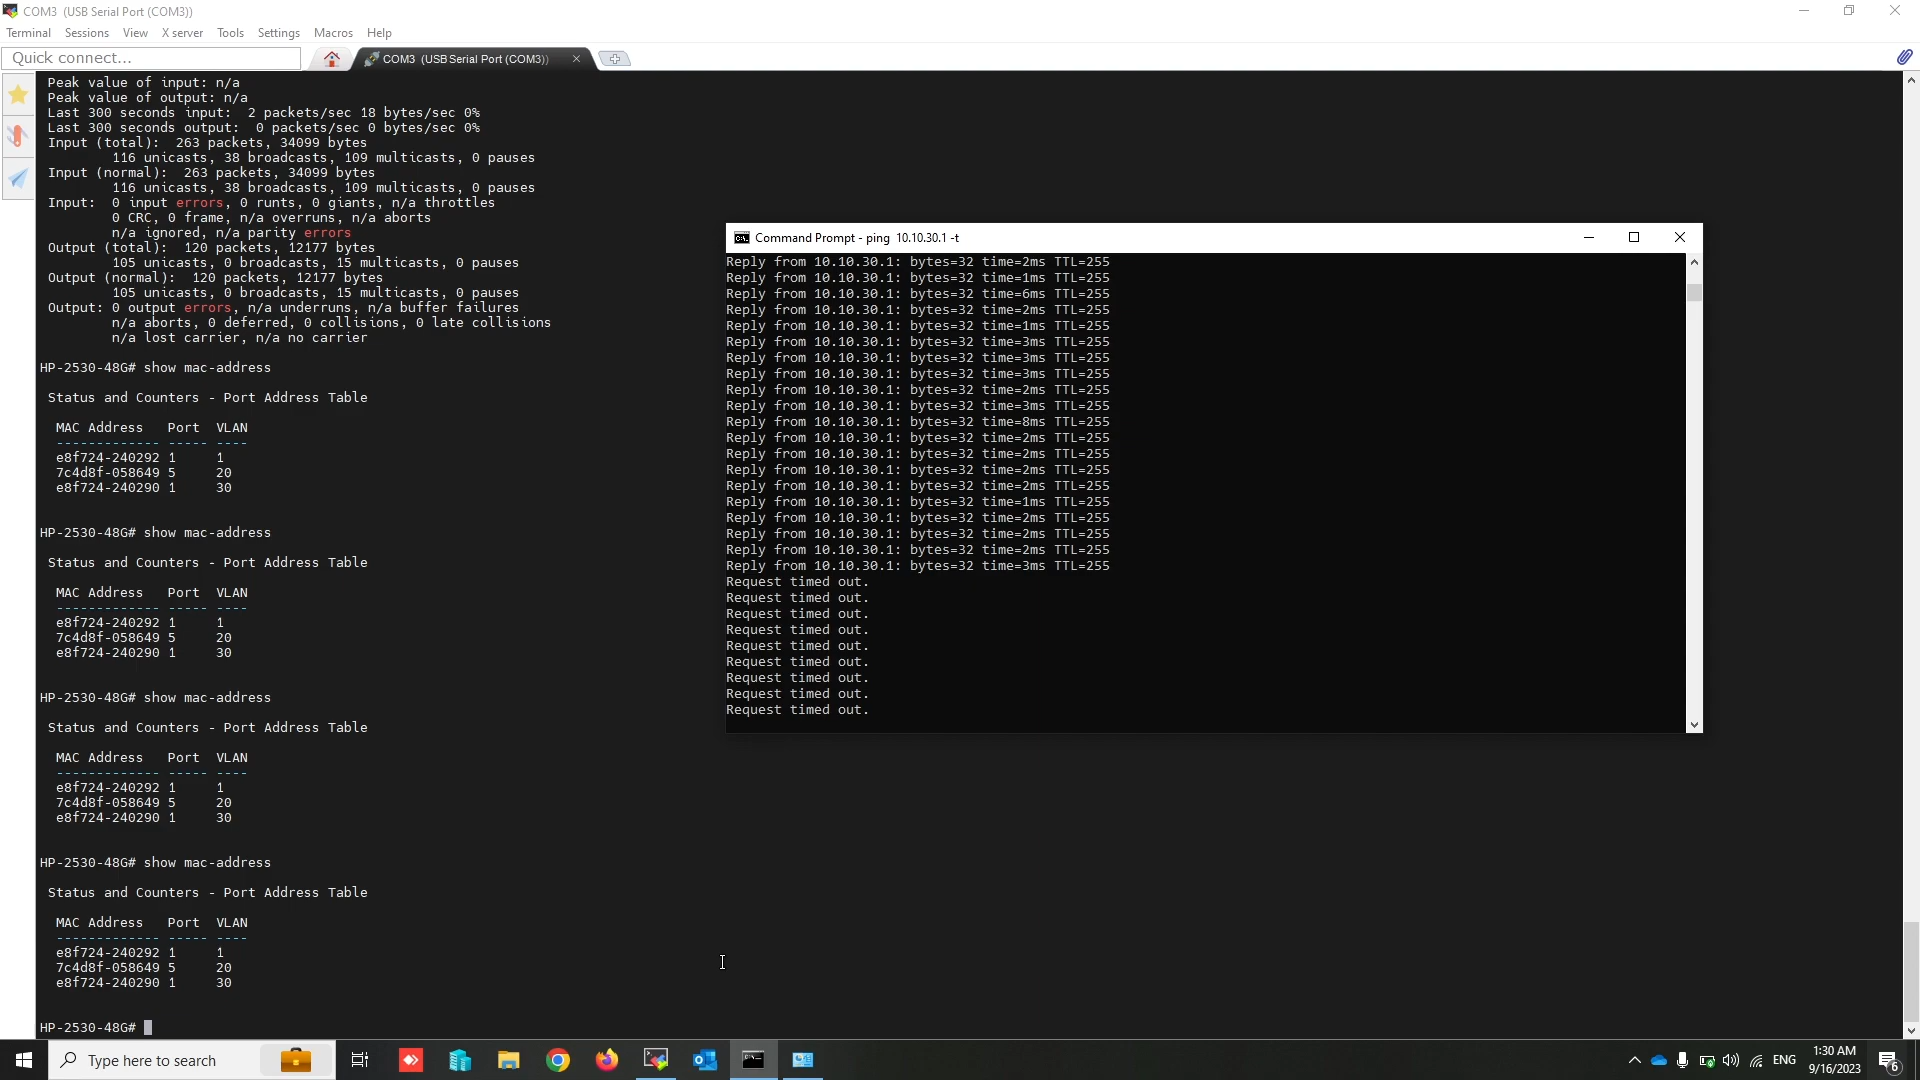 COM3  (USB Serial Port (COM3))
Terminal  Sessions  View  X server  Tools  Settings  Macros  Help
Quick connect...
COM3  (USB Serial Port (COM3))
Peak value of input: n/a
Peak value of output: n/a
Last 300 seconds input:  2 packets/sec 18 bytes/sec 0%
Last 300 seconds output:  0 packets/sec 0 bytes/sec 0%
Input (total):  263 packets, 34099 bytes
116 unicasts, 38 broadcasts, 109 multicasts, 0 pauses
Input (normal):  263 packets, 34099 bytes
116 unicasts, 38 broadcasts, 109 multicasts, 0 pauses
Input:  0 input errors, 0 runts, 0 giants, n/a throttles
0 CRC, 0 frame, n/a overruns, n/a aborts
n/a ignored, n/a parity errors
Output (total):  120 packets, 12177 bytes
105 unicasts, 0 broadcasts, 15 multicasts, 0 pauses
Output (normal):  120 packets, 12177 bytes
105 unicasts, 0 broadcasts, 15 multicasts, 0 pauses
Output: 0 output errors, n/a underruns, n/a buffer failures
n/a aborts, 0 deferred, 0 collisions, 0 late collisions
n/a lost carrier, n/a no carrier
HP-2530-48G# show mac-address
Status and Counters - Port Address Table
MAC Address   Port  VLAN
------------- ----- ----
e8f724-240292 1     1
7c4d8f-058649 5     20
e8f724-240290 1     30
HP-2530-48G# show mac-address
Status and Counters - Port Address Table
MAC Address   Port  VLAN
------------- ----- ----
e8f724-240292 1     1
7c4d8f-058649 5     20
e8f724-240290 1     30
HP-2530-48G# show mac-address
Status and Counters - Port Address Table
MAC Address   Port  VLAN
------------- ----- ----
e8f724-240292 1     1
7c4d8f-058649 5     20
e8f724-240290 1     30
HP-2530-48G# show mac-address
Status and Counters - Port Address Table
MAC Address   Port  VLAN
------------- ----- ----
e8f724-240292 1     1
7c4d8f-058649 5     20
e8f724-240290 1     30
HP-2530-48G#
Command Prompt - ping  10.10.30.1 -t
Reply from 10.10.30.1: bytes=32 time=2ms TTL=255
Reply from 10.10.30.1: bytes=32 time=1ms TTL=255
Reply from 10.10.30.1: bytes=32 time=6ms TTL=255
Reply from 10.10.30.1: bytes=32 time=2ms TTL=255
Reply from 10.10.30.1: bytes=32 time=1ms TTL=255
Reply from 10.10.30.1: bytes=32 time=3ms TTL=255
Reply from 10.10.30.1: bytes=32 time=3ms TTL=255
Reply from 10.10.30.1: bytes=32 time=3ms TTL=255
Reply from 10.10.30.1: bytes=32 time=2ms TTL=255
Reply from 10.10.30.1: bytes=32 time=3ms TTL=255
Reply from 10.10.30.1: bytes=32 time=8ms TTL=255
Reply from 10.10.30.1: bytes=32 time=2ms TTL=255
Reply from 10.10.30.1: bytes=32 time=2ms TTL=255
Reply from 10.10.30.1: bytes=32 time=2ms TTL=255
Reply from 10.10.30.1: bytes=32 time=2ms TTL=255
Reply from 10.10.30.1: bytes=32 time=1ms TTL=255
Reply from 10.10.30.1: bytes=32 time=2ms TTL=255
Reply from 10.10.30.1: bytes=32 time=2ms TTL=255
Reply from 10.10.30.1: bytes=32 time=2ms TTL=255
Reply from 10.10.30.1: bytes=32 time=3ms TTL=255
Request timed out.
Request timed out.
Request timed out.
Request timed out.
Request timed out.
Request timed out.
Request timed out.
Request timed out.
Request timed out.
Type here to search
ENG
1:30 AM
9/16/2023
6